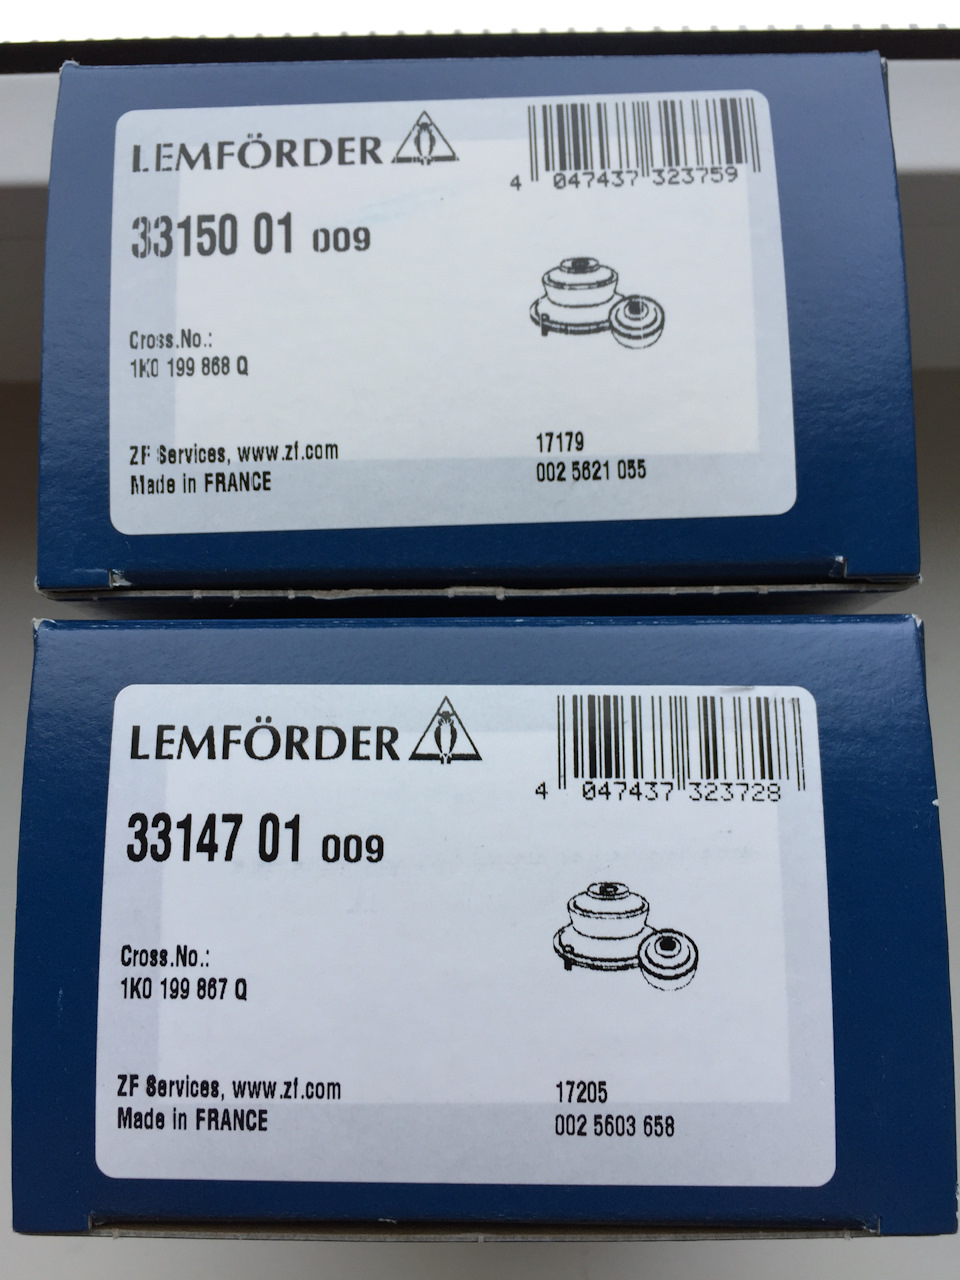 LEMFÖRDER
4 047437 323759
33150 01 009
Cross.No.:
1K0 199 868 Q
ZF Services, www.zf.com
Made in FRANCE
17179
002 5621 055
LEMFÖRDER
4 047437 323728
33147 01 009
Cross.No.:
1K0 199 867 Q
ZF Services, www.zf.com
Made in FRANCE
17205
002 5603 658